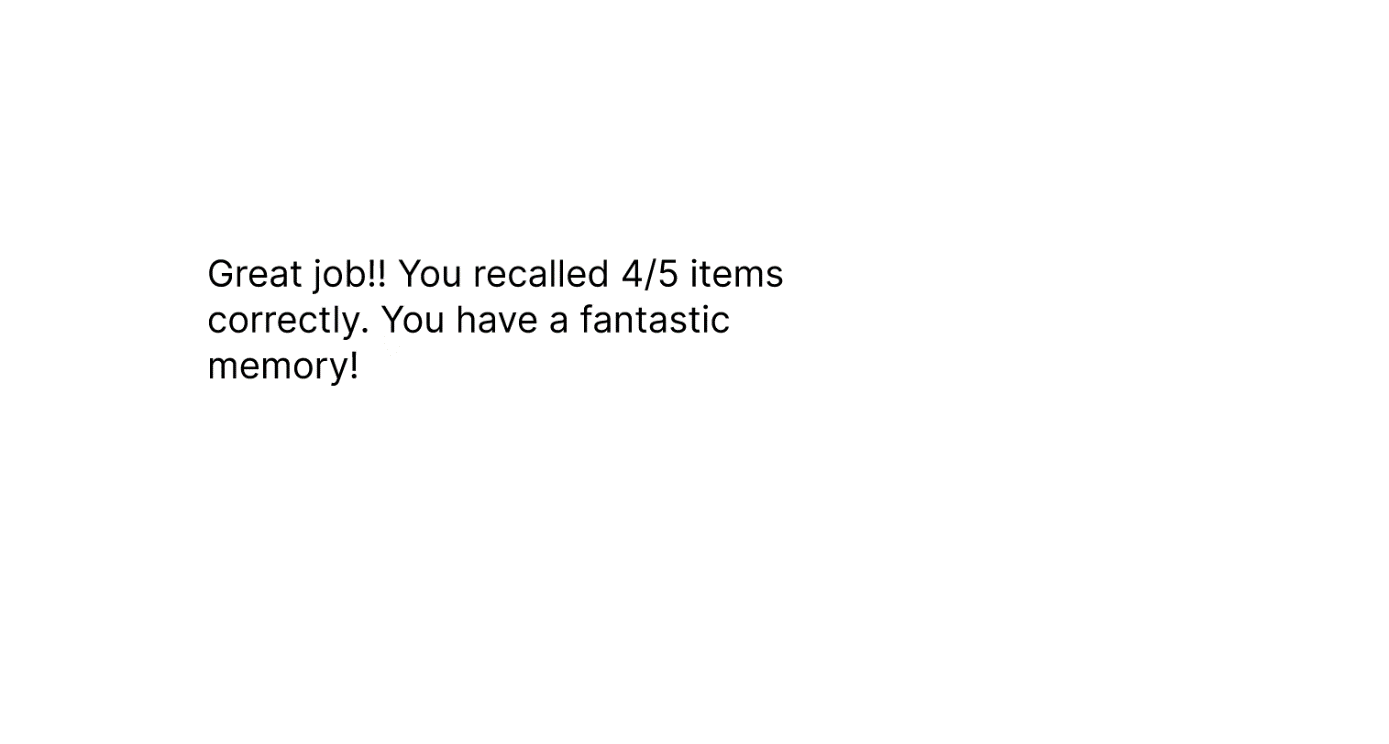 Great job!! You recalled 4/5 items
correctly. You have a fantastic
memory!